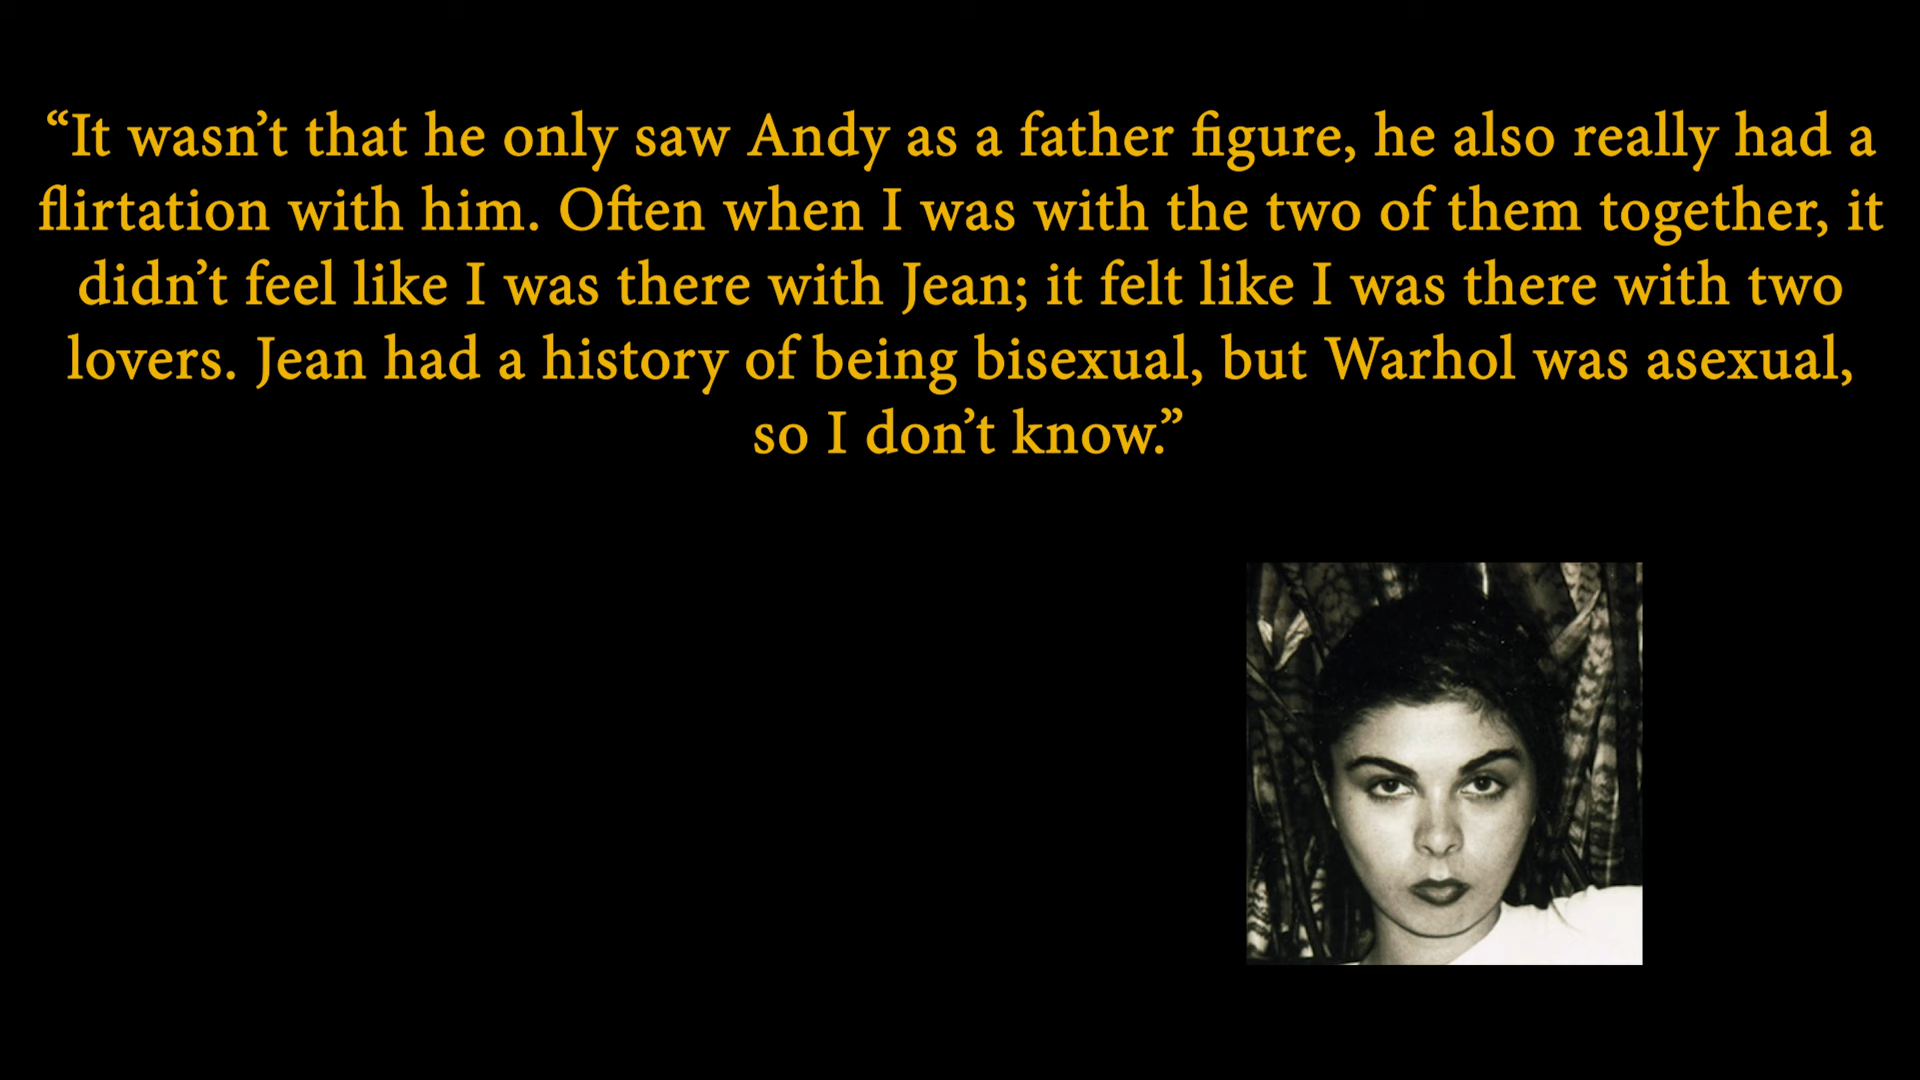 “It wasn’t that he only saw Andy as a father figure, he also really had a
flirtation with him. Often when I was with the two of them together, it
didn’t feel like I was there with Jean; it felt like I was there with two
lovers. Jean had a history of being bisexual, but Warhol was asexual,
so I don’t know.”